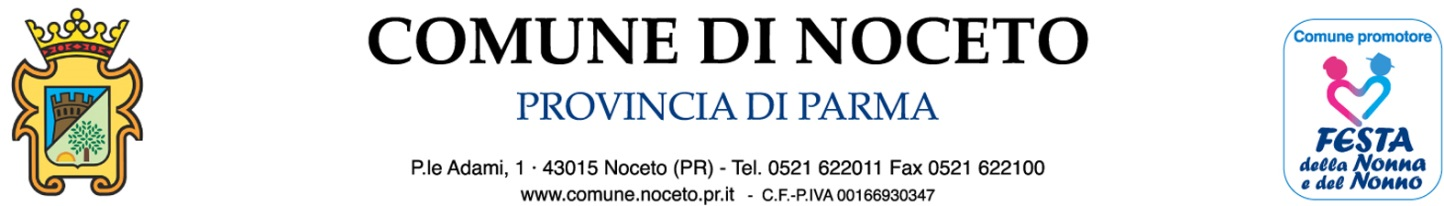 COMUNE DI NOCETO
PROVINCIA DI PARMA
P.le Adami, 1 · 43015 Noceto (PR) - Tel. 0521 622011 Fax 0521 622100
www.comune.noceto.pr.it - C.F.-P.IVA 00166930347
Comune promotore
FESTA
della Nonna
e del Nonno